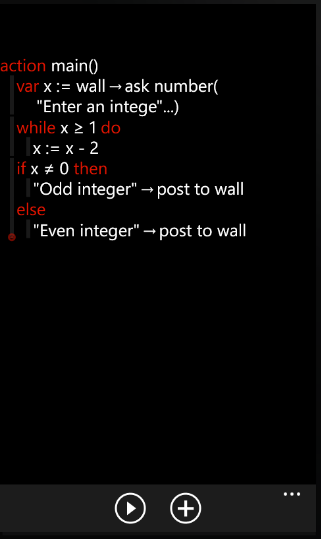 action main()
var x := wall→ask number(
"Enter an intege"...)
while x ≥ 1 do
x := x - 2
if x ≠ 0 then
"Odd integer"→post to wall
else
"Even integer"→post to wall